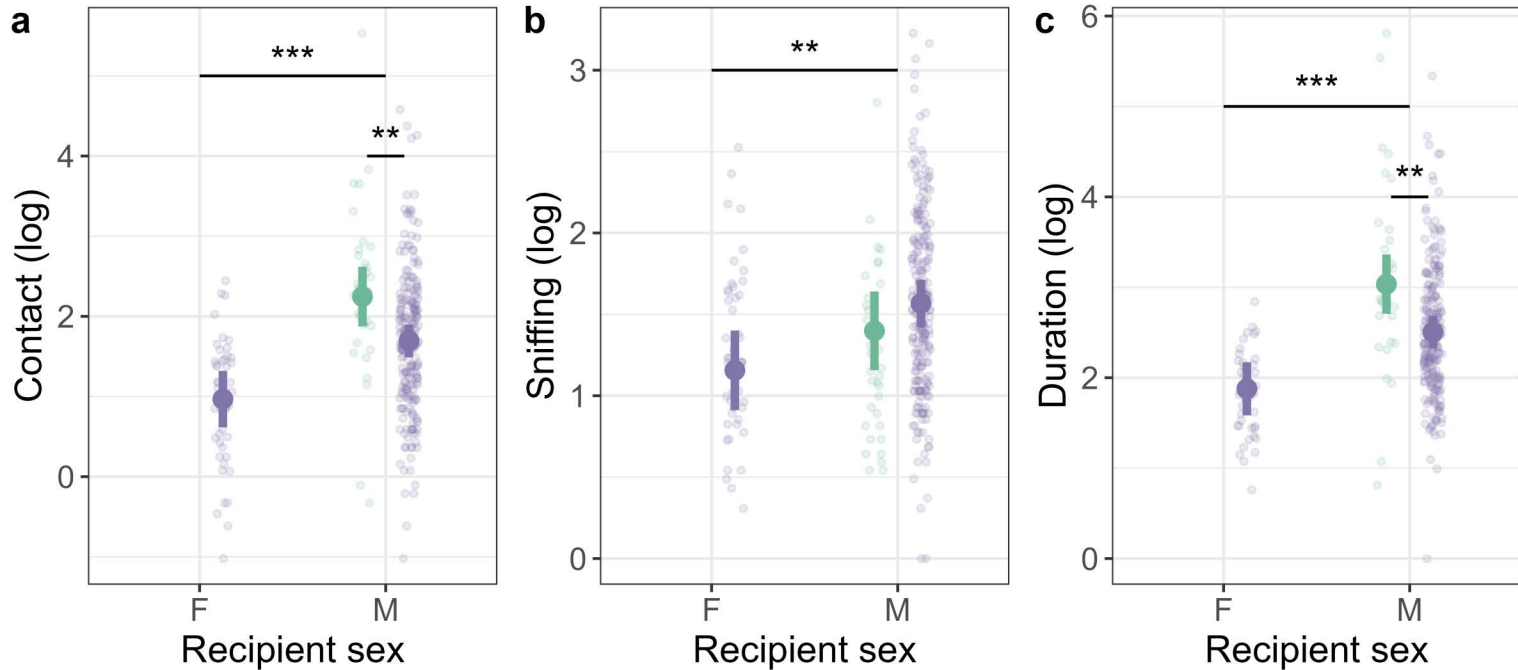 a
***
**
4
2
0
Contact (log)
F
M
Recipient sex
b
**
3
2
1
0
Sniffing (log)
F
M
Recipient sex
c
***
**
6
4
2
0
Duration (log)
F
M
Recipient sex